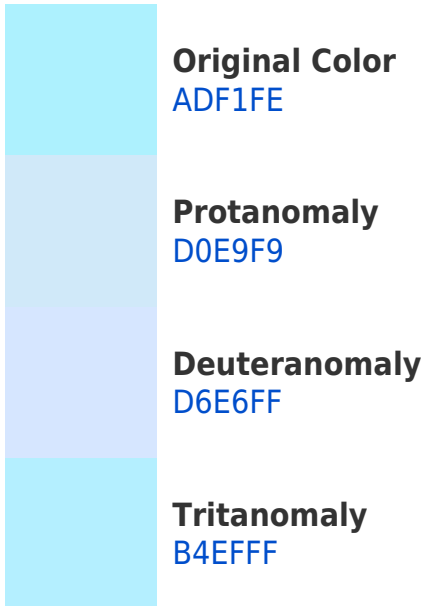 Original Color
ADF1FE
Protanomaly
D0E9F9
Deuteranomaly
D6E6FF
Tritanomaly
B4EFFF